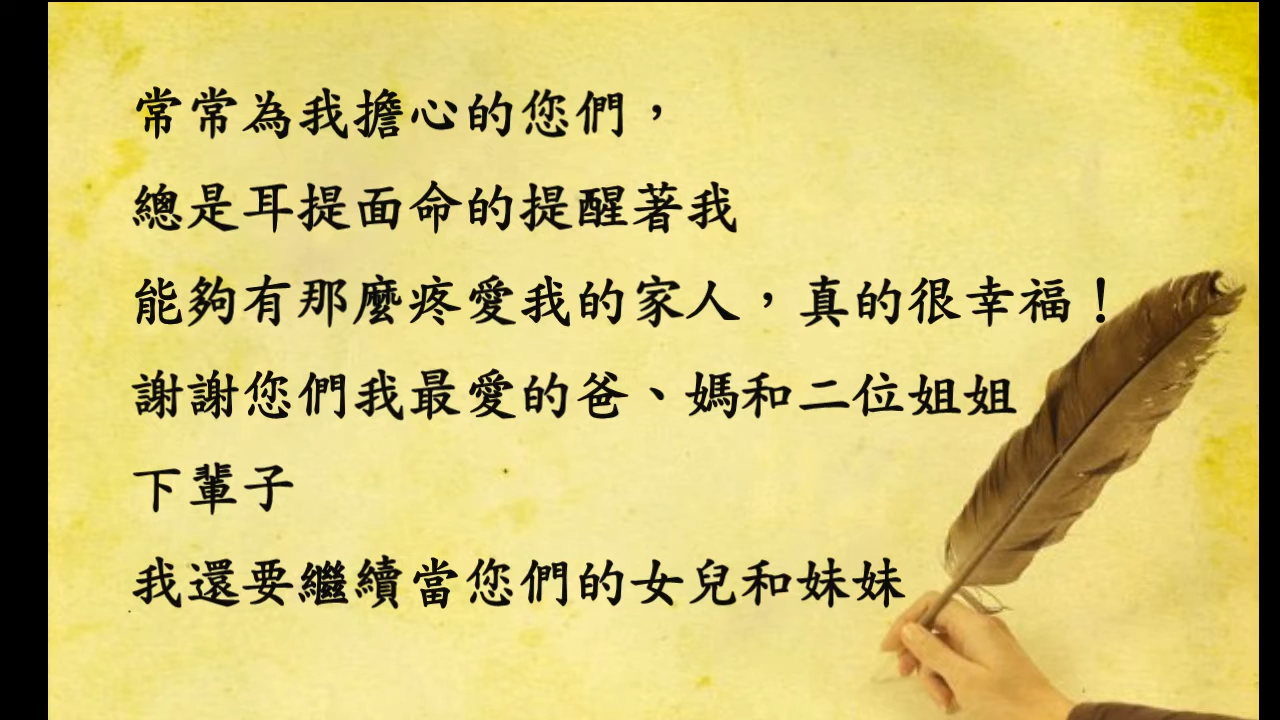 常常為我擔心的您們，
總是耳提面命的提醒著我
能夠有那麼疼愛我的家人，真的很幸福！
謝謝您們我最愛的爸、媽和二位姐姐
下輩子
我還要繼續當您們的女兒和妹妹